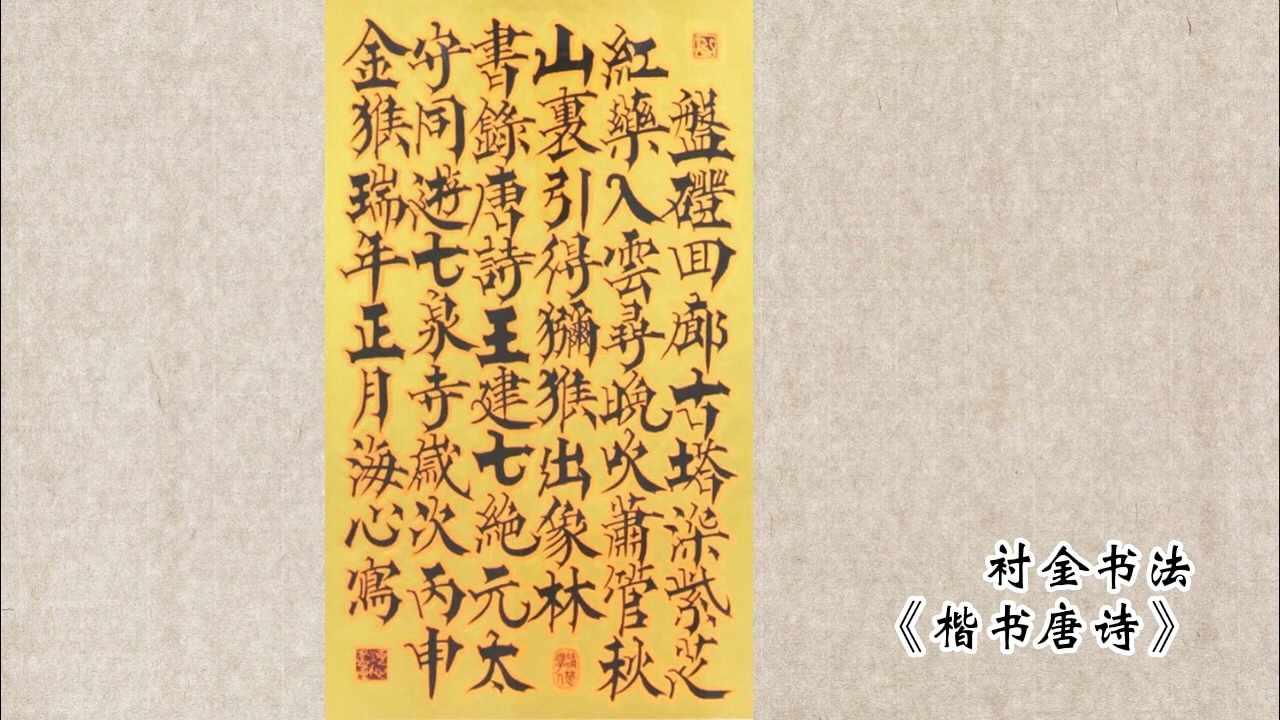 盤磴回廊古塔深紫芝
紅藥入雲尋晚吹蕭管秋
山裏引得獼猴出象林
書錄唐詩王建七絕元太
守同遊七泉寺歲次丙申
金猴瑞年正月海心寫
衬金书法
《楷书唐诗》